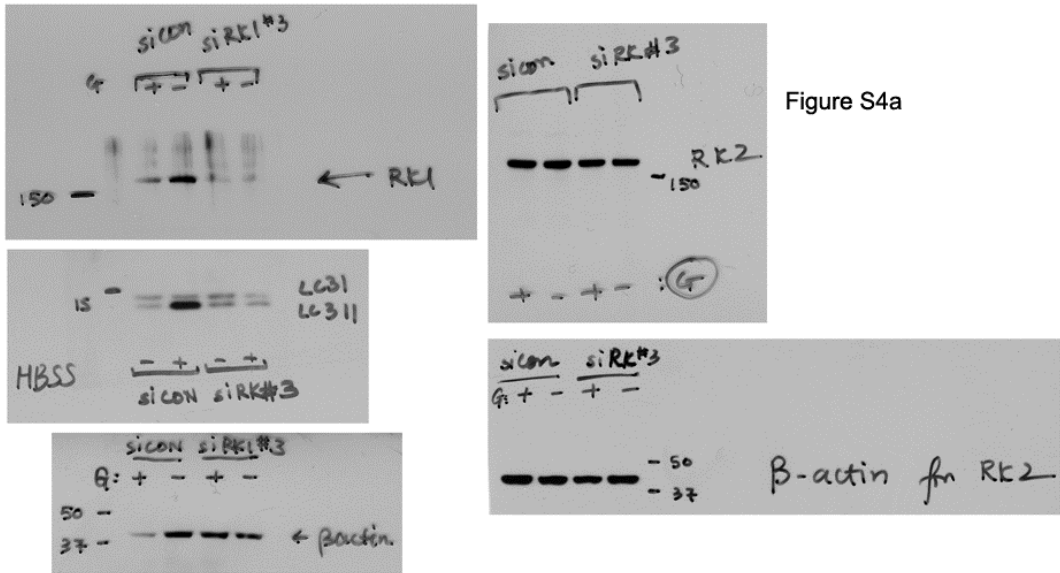 siCON siRK1#3
G + - + -
150 ← RK1
sicon siRK#3
RK2
150
+ - + - : G
Figure S4a
15 LC3I
LC3II
- + - +
HBSS
siCON siRK#3
sicon siRK#3
G: + - + -
50
37
β-actin for RK2
siCON siRK1#3
G: + - + -
50
37 ← βactin